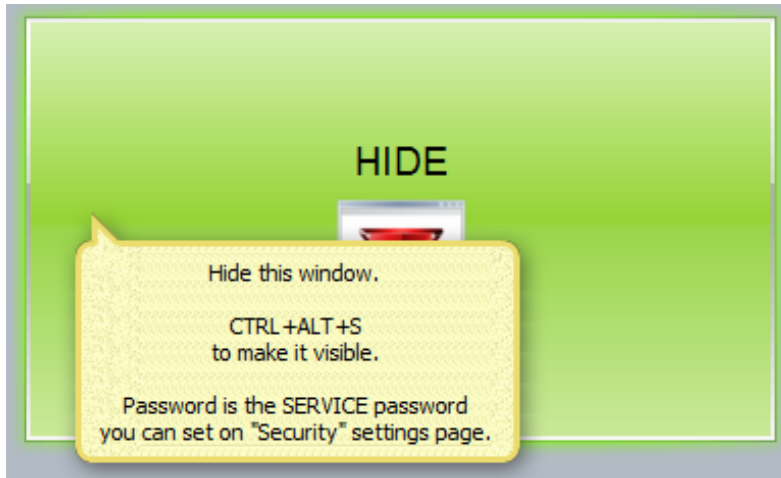 HIDE
Hide this window.
CTRL+ALT+S
to make it visible.
Password is the SERVICE password
you can set on "Security" settings page.